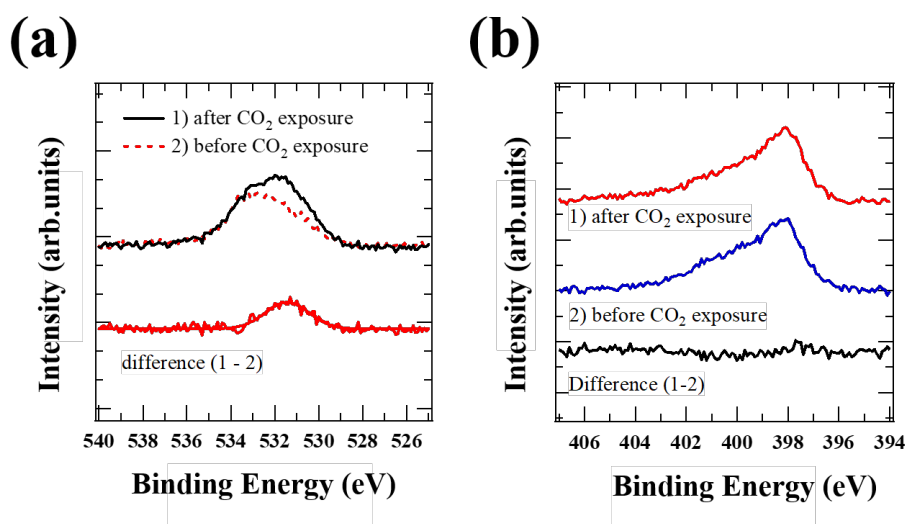 (a)
Intensity (arb.units)
1) after CO2 exposure
2) before CO2 exposure
difference (1 - 2)
540 538 536 534 532 530 528 526
Binding Energy (eV)
(b)
Intensity (arb.units)
1) after CO2 exposure
2) before CO2 exposure
Difference (1-2)
406 404 402 400 398 396 394
Binding Energy (eV)